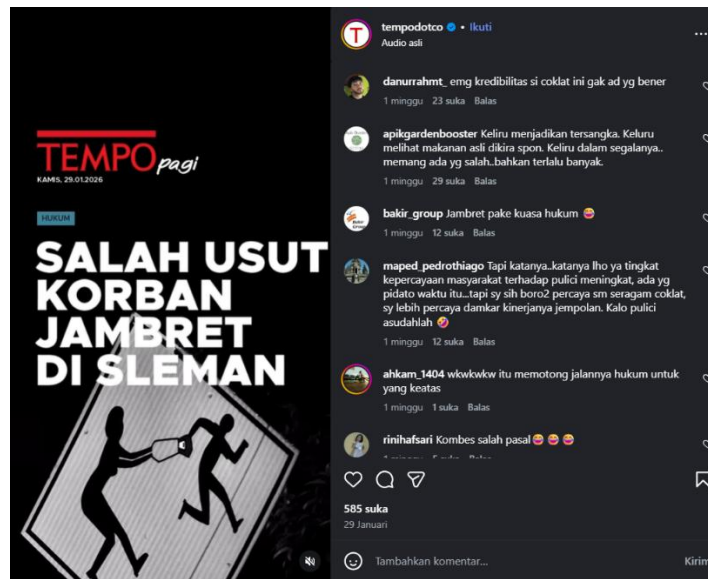 TEMPO pagi
KAMIS, 29.01.2026
HUKUM
SALAH USUT
KORBAN
JAMBRET
DI SLEMAN
T
tempodotco • Ikuti
Audio asli
danurrahmt_ emg kredibilitas si coklat ini gak ad yg bener
1 minggu 23 suka Balas
apikgardenbooster Keliru menjadikan tersangka. Keluru
melihat makanan asli dikira spon. Keliru dalam segalanya..
memang ada yg salah..bahkan terlalu banyak.
1 minggu 29 suka Balas
bakir_group Jambret pake kuasa hukum 😝
1 minggu 12 suka Balas
maped_pedrothiago Tapi katanya..katanya lho ya tingkat
kepercayaan masyarakat terhadap pulici meningkat, ada yg
pidato waktu itu...tapi sy sih boro2 percaya sm seragam coklat,
sy lebih percaya damkar kinerjanya jempolan. Kalo pulici
asudahlah 🤣
1 minggu 12 suka Balas
ahkam_1404 wkwkwkw itu memotong jalannya hukum untuk
yang keatas
1 minggu 1 suka Balas
rinihafsari Kombes salah pasal😂😂😂
585 suka
29 Januari
Tambahkan komentar...
Kirim